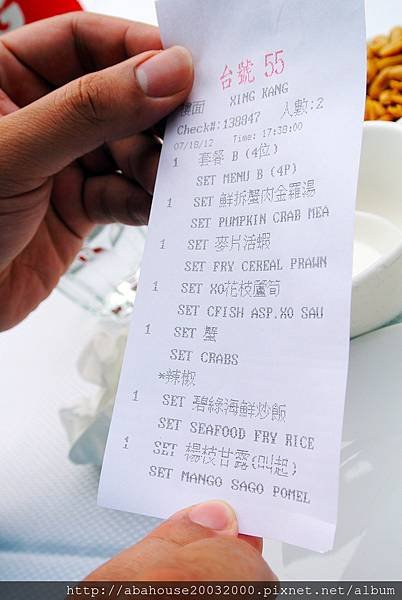 台號 55
樓面 XING KANG 人數:2
Check#:138847
07/18/12 Time: 17:38:00
1 套餐 B (4位)
SET MENU B (4P)
1 SET 鮮拆蟹肉金羅湯
SET PUMPKIN CRAB MEA
1 SET 麥片活蝦
SET FRY CEREAL PRAWN
1 SET XO花枝蘆筍
SET CFISH ASP.XO SAU
1 SET 蟹
SET CRABS
*辣椒
1 SET 碧綠海鮮炒飯
SET SEAFOOD FRY RICE
1 SET 楊枝甘露(叫起)
SET MANGO SAGO POMEL
http://abahouse20032000.pixnet.net/album